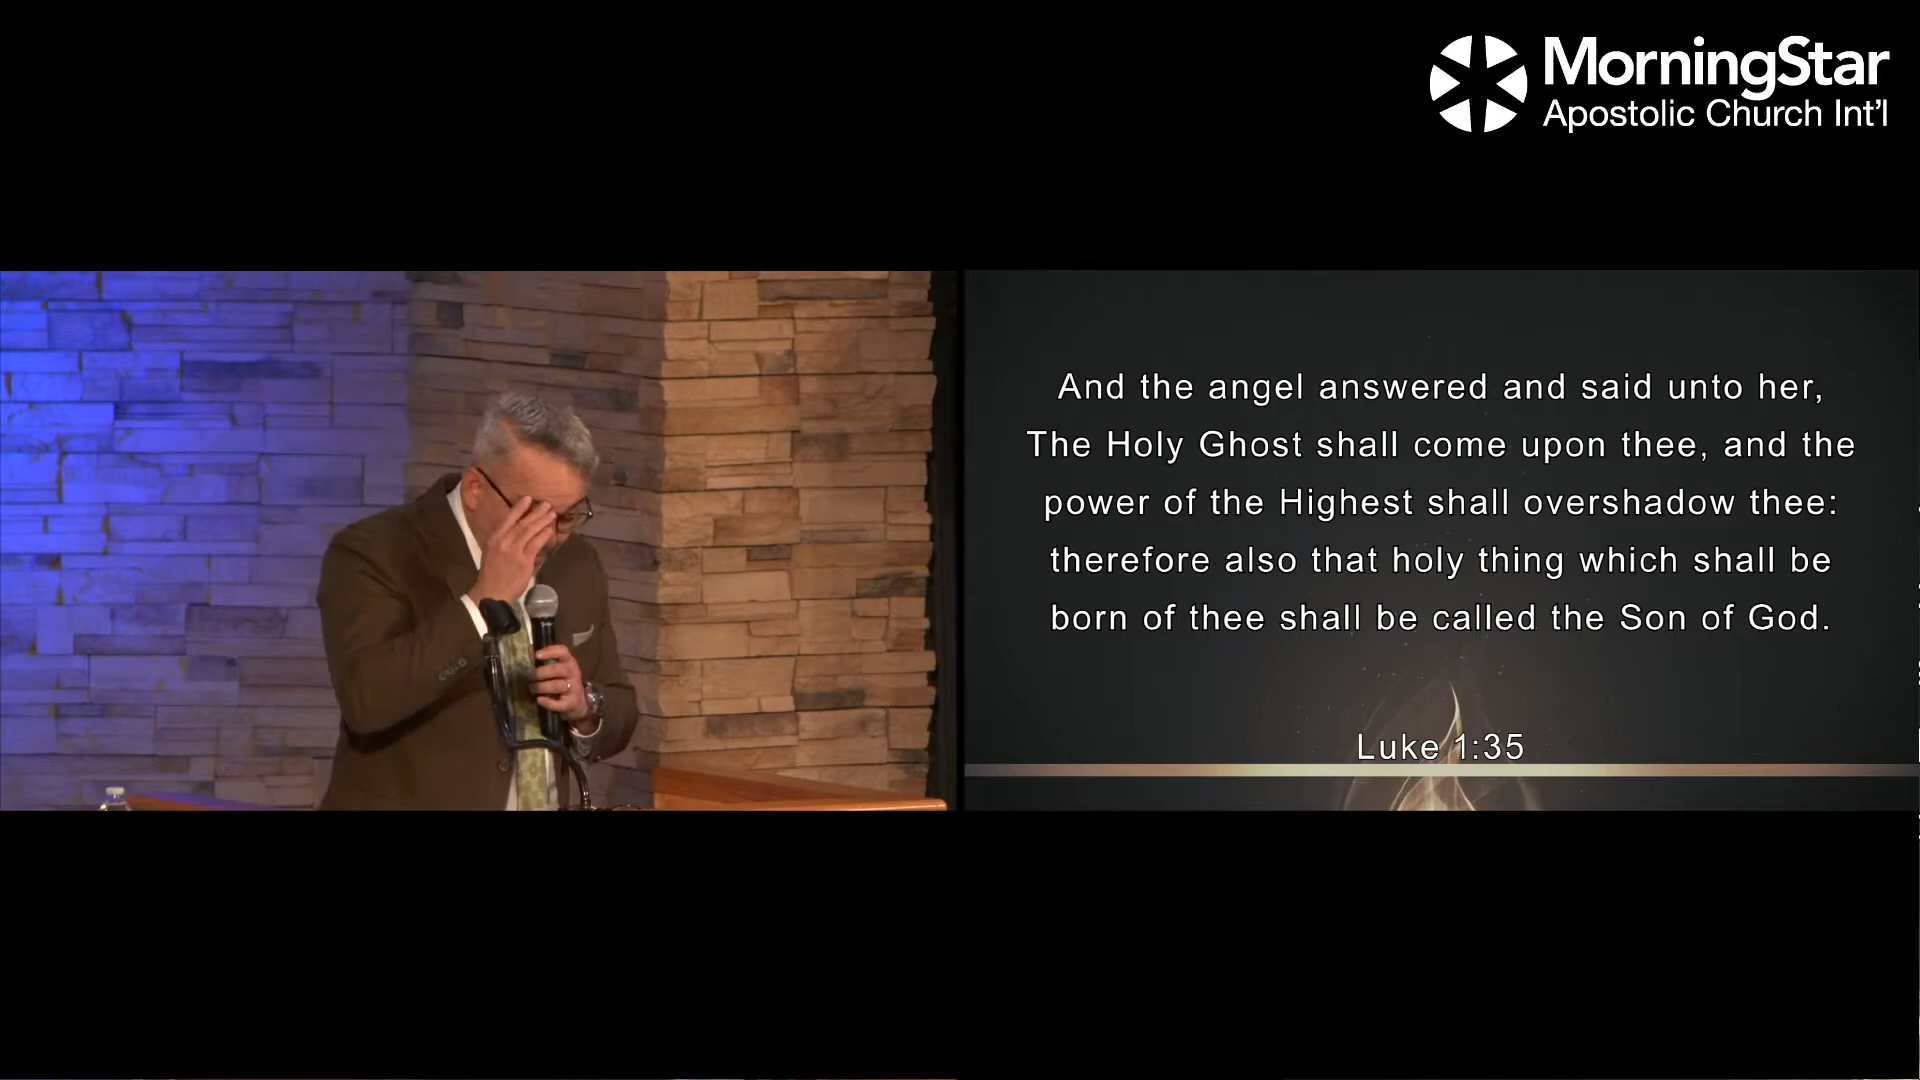 MorningStar
Apostolic Church Int'l
And the angel answered and said unto her,
The Holy Ghost shall come upon thee, and the
power of the Highest shall overshadow thee:
therefore also that holy thing which shall be
born of thee shall be called the Son of God.
Luke 1:35